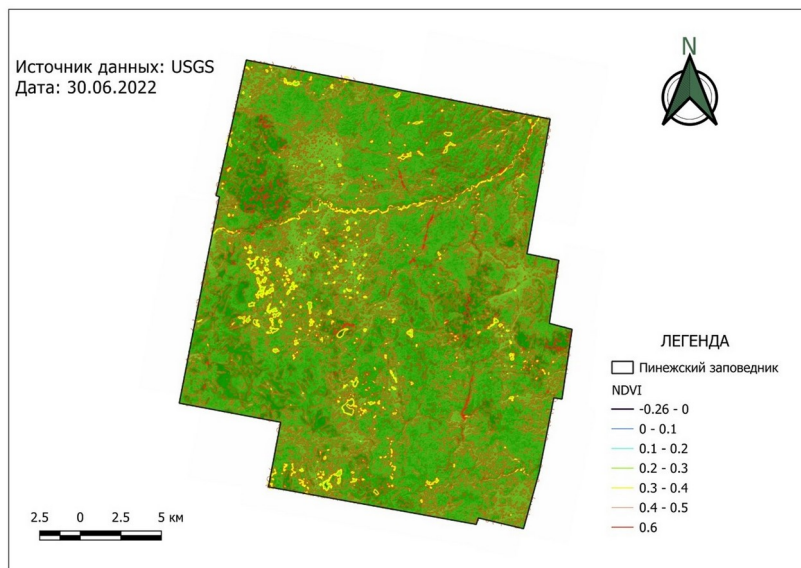 Источник данных: USGS
Дата: 30.06.2022
N
ЛЕГЕНДА
Пинежский заповедник
NDVI
-0.26 - 0
0 - 0.1
0.1 - 0.2
0.2 - 0.3
0.3 - 0.4
0.4 - 0.5
0.6
2.5 0 2.5 5 км